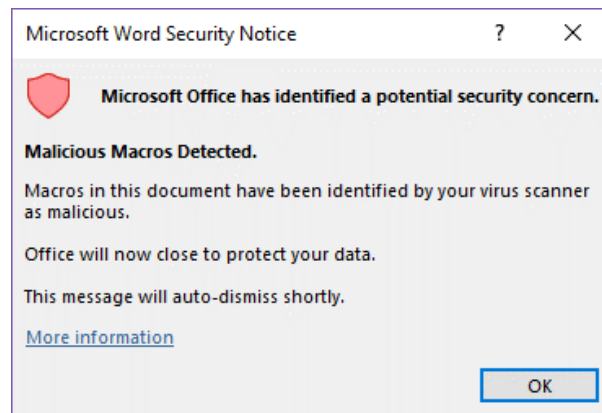 Microsoft Word Security Notice
Microsoft Office has identified a potential security concern.
Malicious Macros Detected.
Macros in this document have been identified by your virus scanner
as malicious.
Office will now close to protect your data.
This message will auto-dismiss shortly.
More information
OK